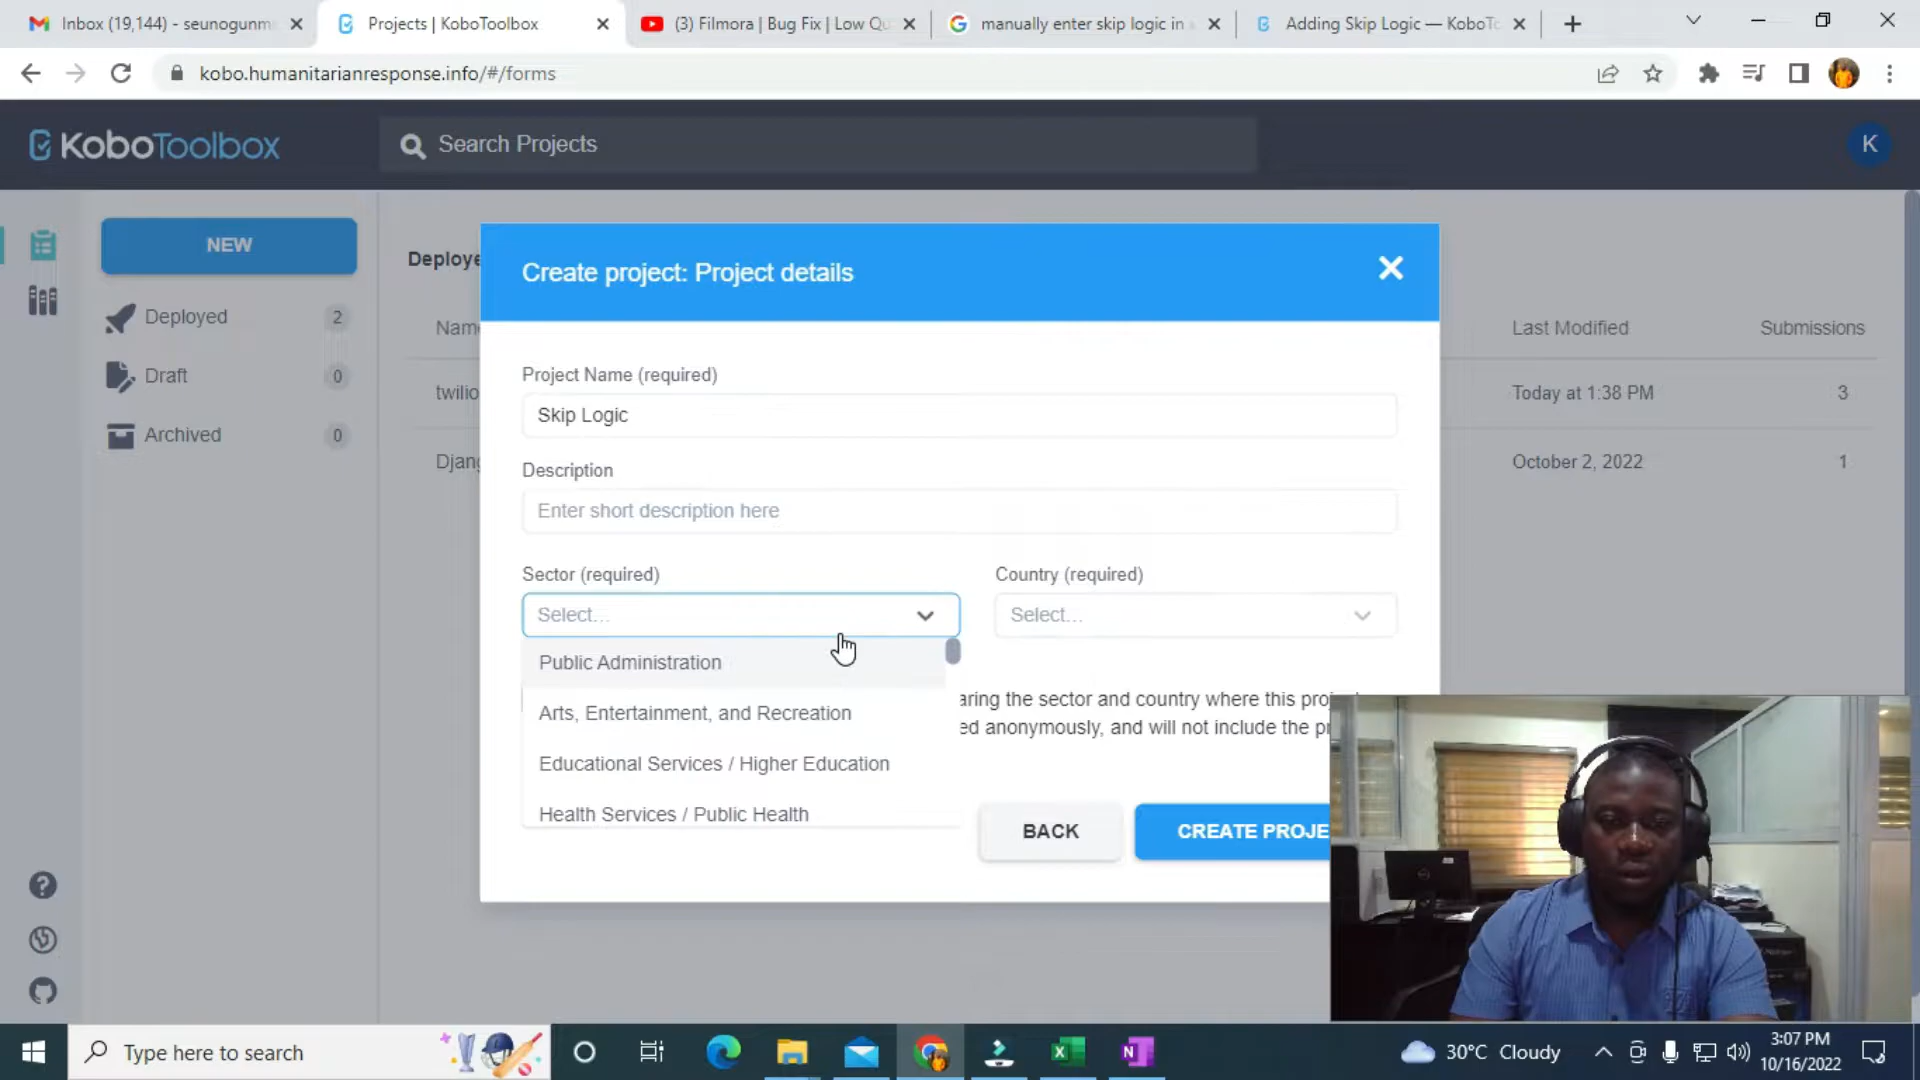 Inbox (19,144) - seunogunm
Projects | KoboToolbox
(3) Filmora | Bug Fix | Low Qu
manually enter skip logic in
Adding Skip Logic — KoboTo
kobo.humanitarianresponse.info/#/forms
KoboToolbox
Search Projects
K
NEW
Deployed 2
Draft 0
Archived 0
Deploye
Name
Last Modified
Submissions
twilio
Today at 1:38 PM
3
Djang
October 2, 2022
1
Create project: Project details
Project Name (required)
Skip Logic
Description
Enter short description here
Sector (required)
Country (required)
Select...
Select...
Public Administration
Arts, Entertainment, and Recreation
Educational Services / Higher Education
Health Services / Public Health
aring the sector and country where this proj
ed anonymously, and will not include the pr
BACK
CREATE PROJE
Type here to search
30°C Cloudy
3:07 PM
10/16/2022